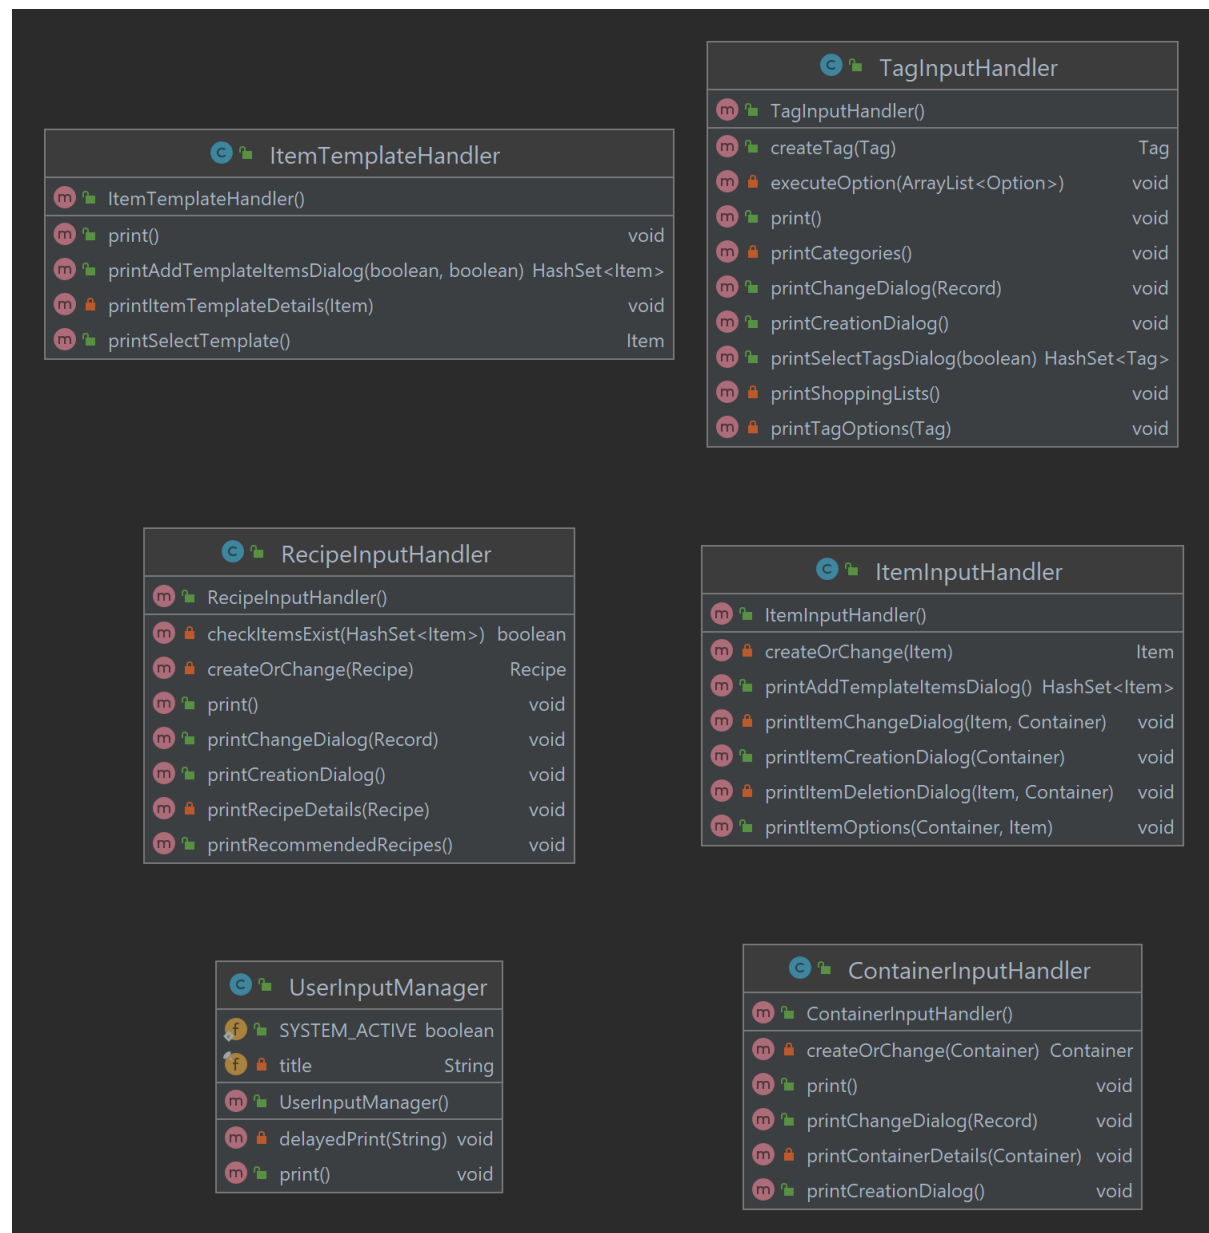 ItemTemplateHandler
ItemTemplateHandler()
print() void
printAddTemplateItemsDialog(boolean, boolean) HashSet<Item>
printItemTemplateDetails(Item) void
printSelectTemplate() Item
TagInputHandler
TagInputHandler()
createTag(Tag) Tag
executeOption(ArrayList<Option>) void
print() void
printCategories() void
printChangeDialog(Record) void
printCreationDialog() void
printSelectTagsDialog(boolean) HashSet<Tag>
printShoppingLists() void
printTagOptions(Tag) void
RecipeInputHandler
RecipeInputHandler()
checkItemsExist(HashSet<Item>) boolean
createOrChange(Recipe) Recipe
print() void
printChangeDialog(Record) void
printCreationDialog() void
printRecipeDetails(Recipe) void
printRecommendedRecipes() void
ItemInputHandler
ItemInputHandler()
createOrChange(Item) Item
printAddTemplateItemsDialog() HashSet<Item>
printItemChangeDialog(Item, Container) void
printItemCreationDialog(Container) void
printItemDeletionDialog(Item, Container) void
printItemOptions(Container, Item) void
UserInputManager
SYSTEM_ACTIVE boolean
title String
UserInputManager()
delayedPrint(String) void
print() void
ContainerInputHandler
ContainerInputHandler()
createOrChange(Container) Container
print() void
printChangeDialog(Record) void
printContainerDetails(Container) void
printCreationDialog() void